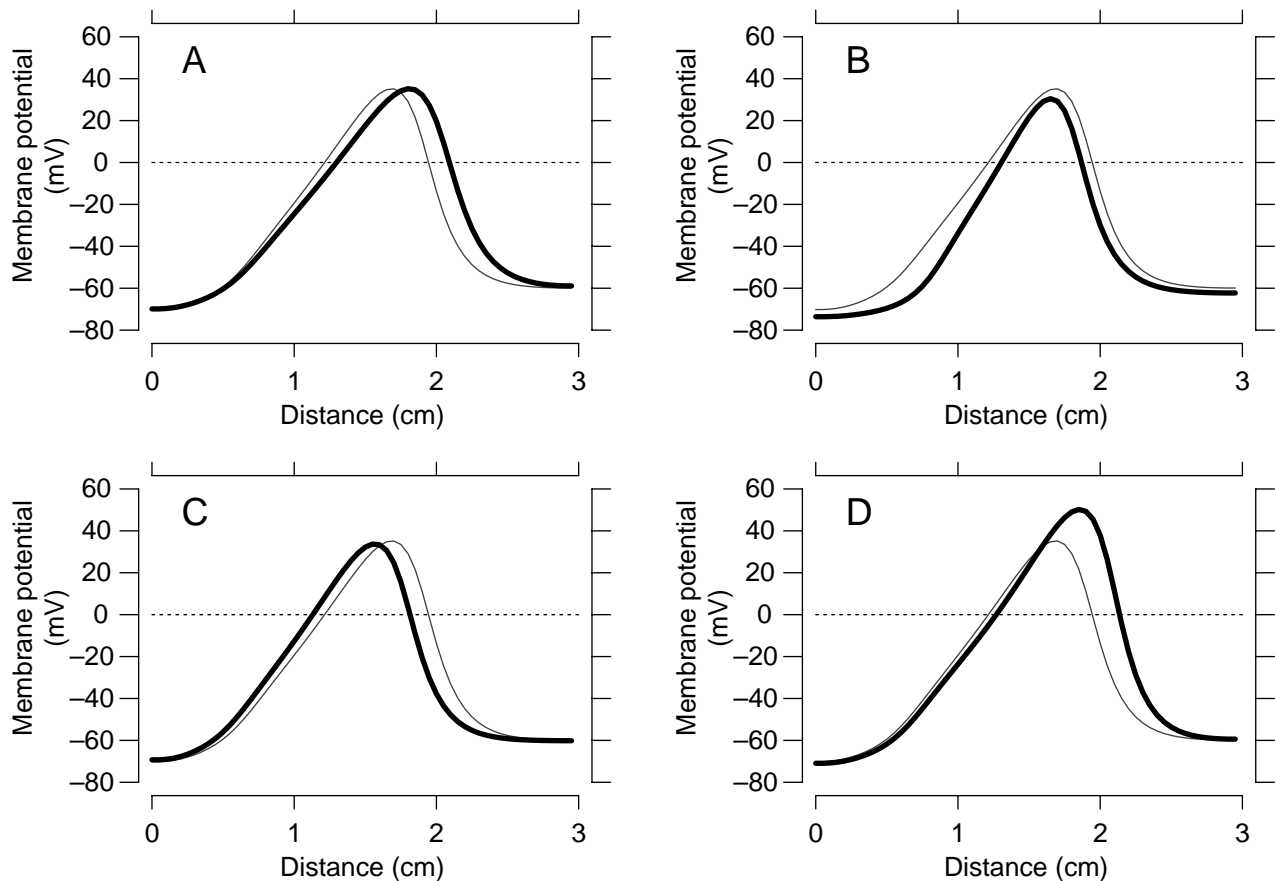 A
60
40
20
0
–20
–40
–60
–80
Membrane potential
(mV)
0 1 2 3
Distance (cm)
B
60
40
20
0
–20
–40
–60
–80
Membrane potential
(mV)
0 1 2 3
Distance (cm)
C
60
40
20
0
–20
–40
–60
–80
Membrane potential
(mV)
0 1 2 3
Distance (cm)
D
60
40
20
0
–20
–40
–60
–80
Membrane potential
(mV)
0 1 2 3
Distance (cm)